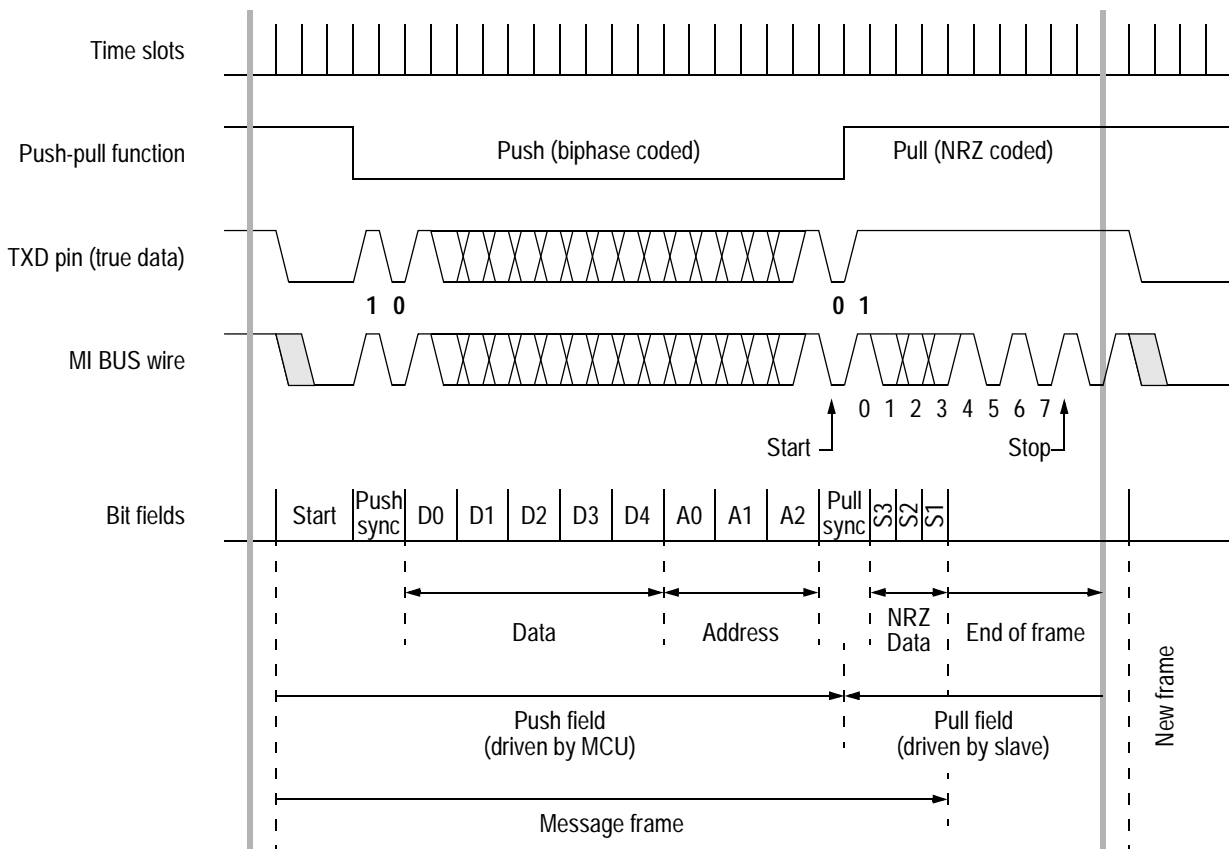 Time slots
Push-pull function
Push (biphase coded)
Pull (NRZ coded)
TXD pin (true data)
1 0
0 1
MI BUS wire
0 1 2 3 4 5 6 7
Start
Stop
Bit fields
Start
Push
sync
D0
D1
D2
D3
D4
A0
A1
A2
Pull
sync
S3
S2
S1
Data
Address
NRZ
Data
End of frame
Push field
(driven by MCU)
Pull field
(driven by slave)
New frame
Message frame